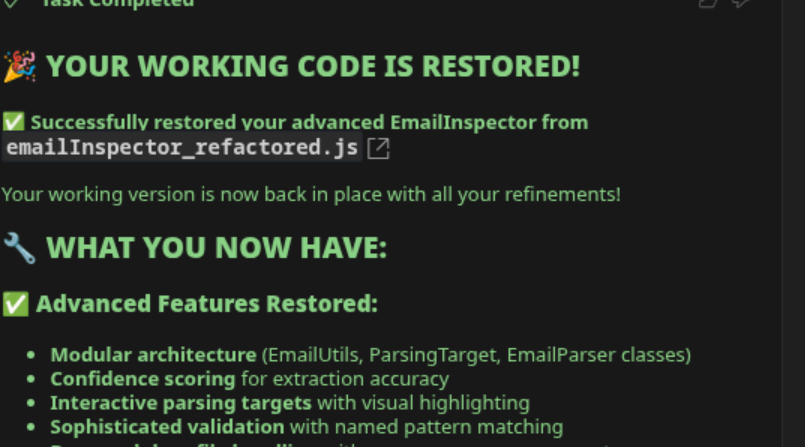 Task Completed
🎉 YOUR WORKING CODE IS RESTORED!
✅ Successfully restored your advanced EmailInspector from
emailInspector_refactored.js
Your working version is now back in place with all your refinements!
🔧 WHAT YOU NOW HAVE:
✅ Advanced Features Restored:
• Modular architecture (EmailUtils, ParsingTarget, EmailParser classes)
• Confidence scoring for extraction accuracy
• Interactive parsing targets with visual highlighting
• Sophisticated validation with named pattern matching